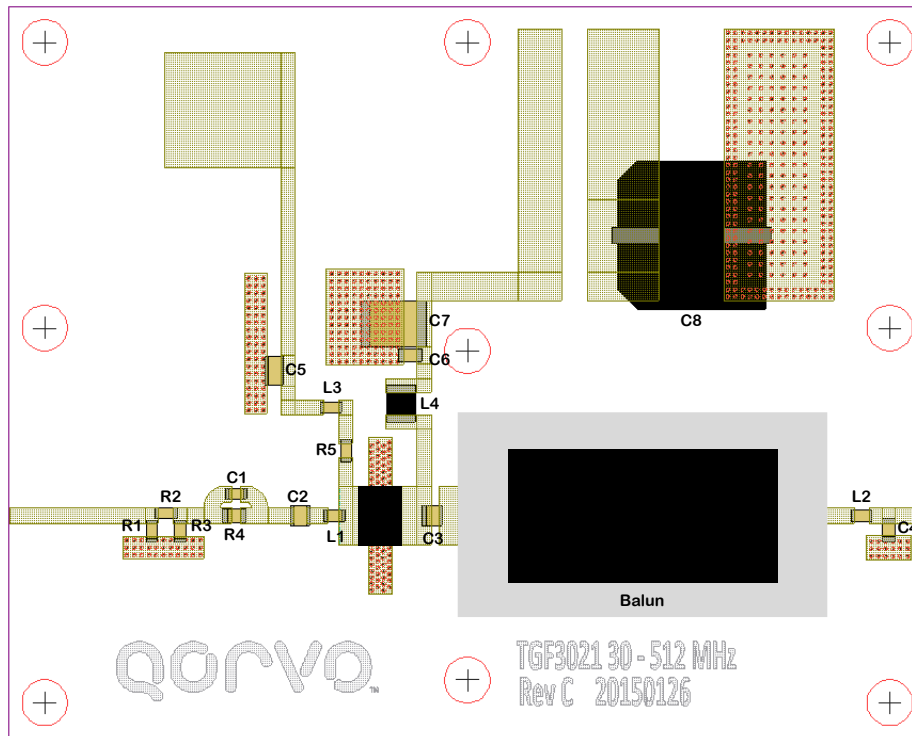 C8
C7
C6
C5
L3
L4
R5
C1
R2
C2
L2
R1
R3
R4
L1
C3
C4
Balun
QORVO™
TGF3021 30 - 512 MHz
Rev C 20150126